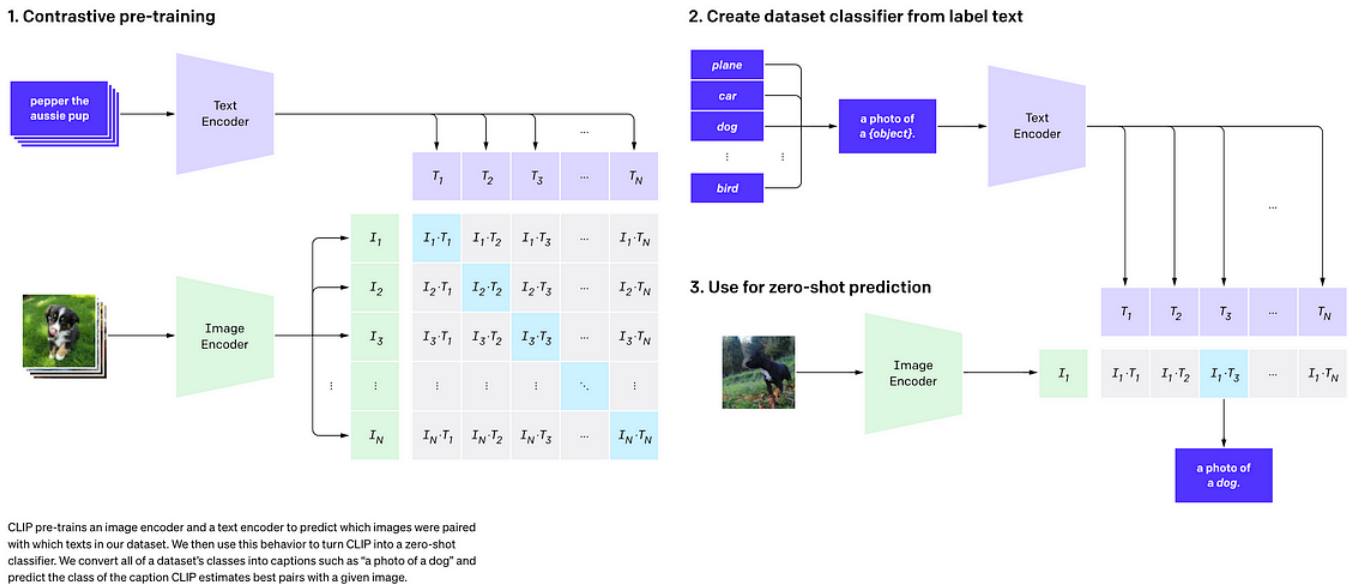 1. Contrastive pre-training
pepper the
aussie pup
Text
Encoder
...
T1 T2 T3 ... TN
I1 I1·T1 I1·T2 I1·T3 ... I1·TN
I2 I2·T1 I2·T2 I2·T3 ... I2·TN
Image
Encoder
I3 I3·T1 I3·T2 I3·T3 ... I3·TN
⋮ ⋮ ⋮ ⋮ ⋮ ⋱ ⋮
IN IN·T1 IN·T2 IN·T3 ... IN·TN
2. Create dataset classifier from label text
plane
car
dog
⋮ ⋮
bird
a photo of
a {object}.
Text
Encoder
...
3. Use for zero-shot prediction
T1 T2 T3 ... TN
Image
Encoder
I1 I1·T1 I1·T2 I1·T3 ... I1·TN
a photo of
a dog.
CLIP pre-trains an image encoder and a text encoder to predict which images were paired
with which texts in our dataset. We then use this behavior to turn CLIP into a zero-shot
classifier. We convert all of a dataset’s classes into captions such as “a photo of a dog” and
predict the class of the caption CLIP estimates best pairs with a given image.